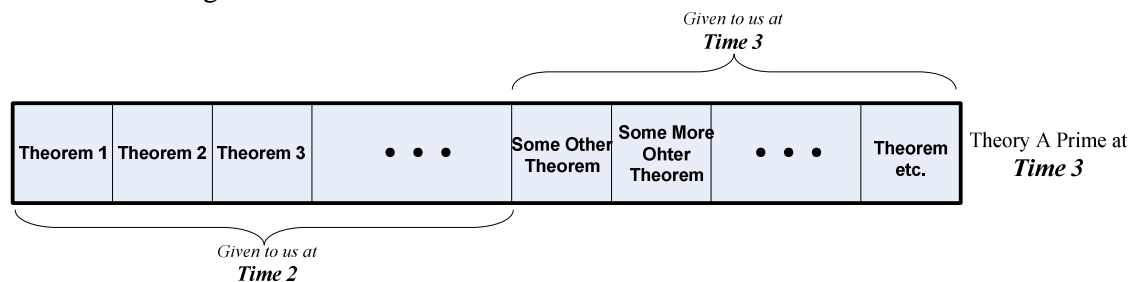 Given to us at
Time 3
Theorem 1
Theorem 2
Theorem 3
• • •
Some Other
Theorem
Some More
Ohter
Theorem
• • •
Theorem
etc.
Theory A Prime at
Time 3
Given to us at
Time 2